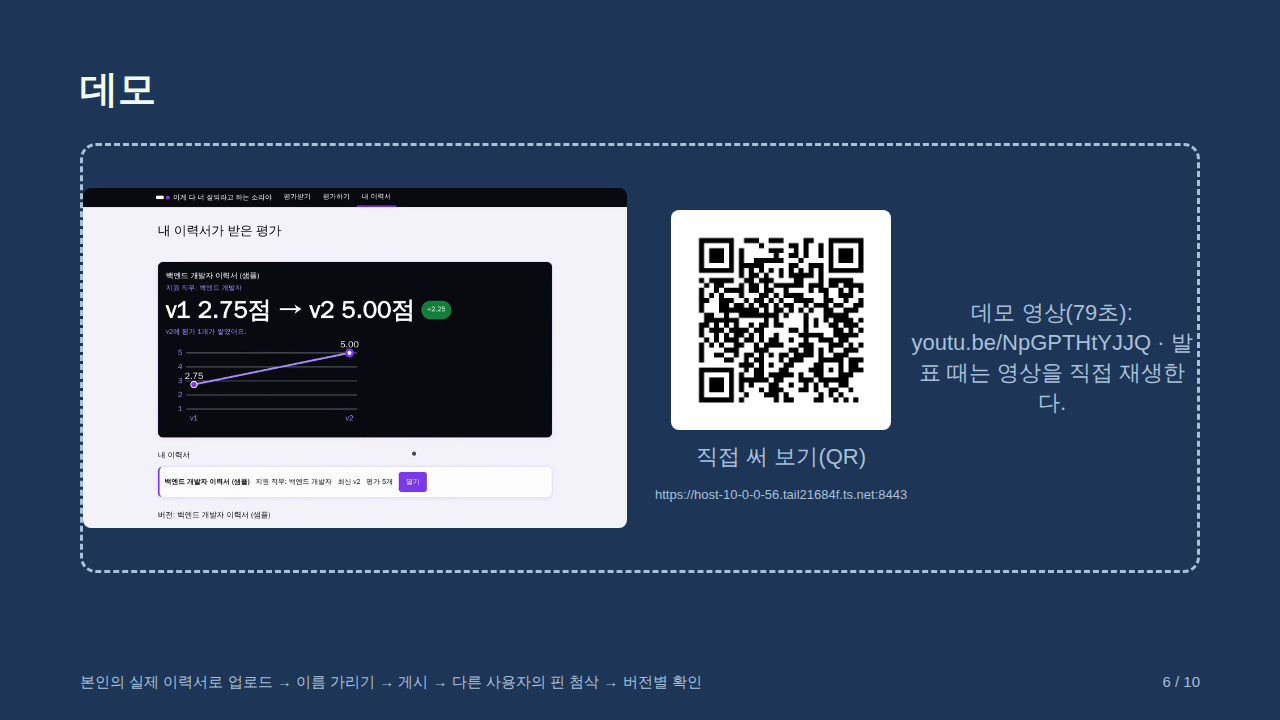 데모
이게 다 너 잘되라고 하는 소리야 평가받기 평가하기 내 이력서
내 이력서가 받은 평가
백엔드 개발자 이력서 (샘플)
지원 직무: 백엔드 개발자
v1 2.75점 → v2 5.00점 +2.25
v2에 평가 1개가 쌓였어요.
5.00
5
4
2.75
3
2
1
v1 v2
내 이력서
백엔드 개발자 이력서 (샘플) 지원 직무: 백엔드 개발자 최신 v2 평가 5개 열기
버전: 백엔드 개발자 이력서 (샘플)
직접 써 보기(QR)
https://host-10-0-0-56.tail21684f.ts.net:8443
데모 영상(79초):
youtu.be/NpGPTHtYJJQ · 발
표 때는 영상을 직접 재생한
다.
본인의 실제 이력서로 업로드 → 이름 가리기 → 게시 → 다른 사용자의 핀 첨삭 → 버전별 확인
6 / 10